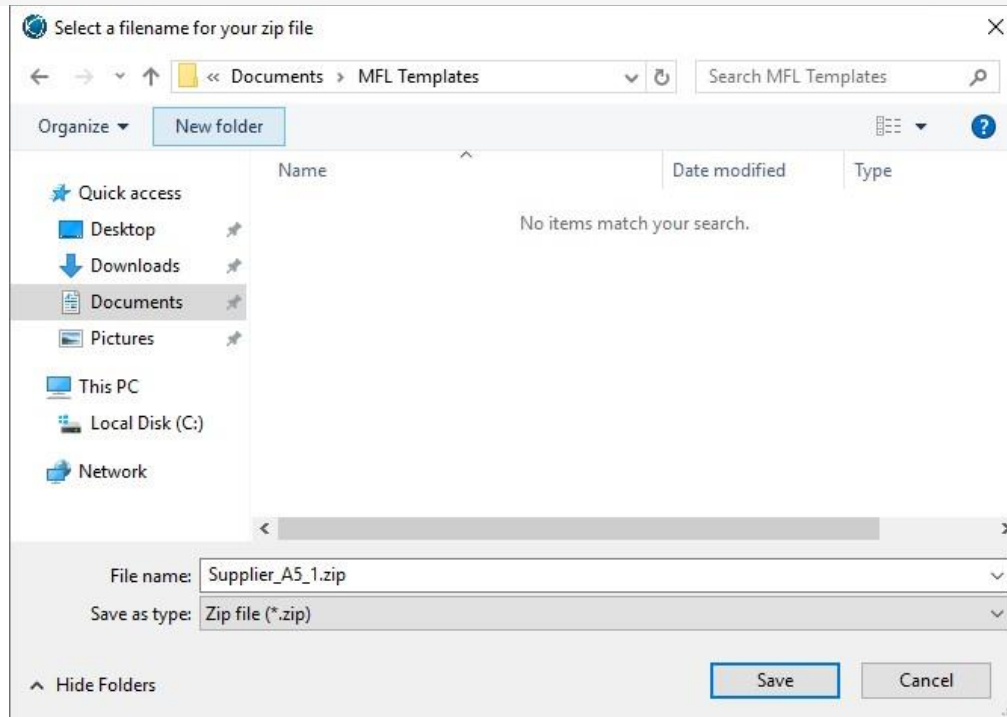 Select a filename for your zip file
« Documents › MFL Templates
Search MFL Templates
Organize
New folder
?
Name
Date modified
Type
No items match your search.
Quick access
Desktop
Downloads
Documents
Pictures
This PC
Local Disk (C:)
Network
File name: Supplier_A5_1.zip
Save as type: Zip file (*.zip)
Hide Folders
Save
Cancel